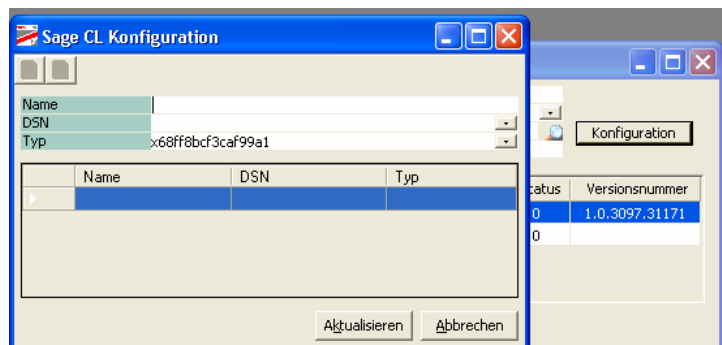 Sage CL Konfiguration
Name
DSN
Typ x68ff8bcf3caf99a1
Konfiguration
Name DSN Typ
tatus Versionsnummer
0 1.0.3097.31171
0
Aktualisieren Abbrechen